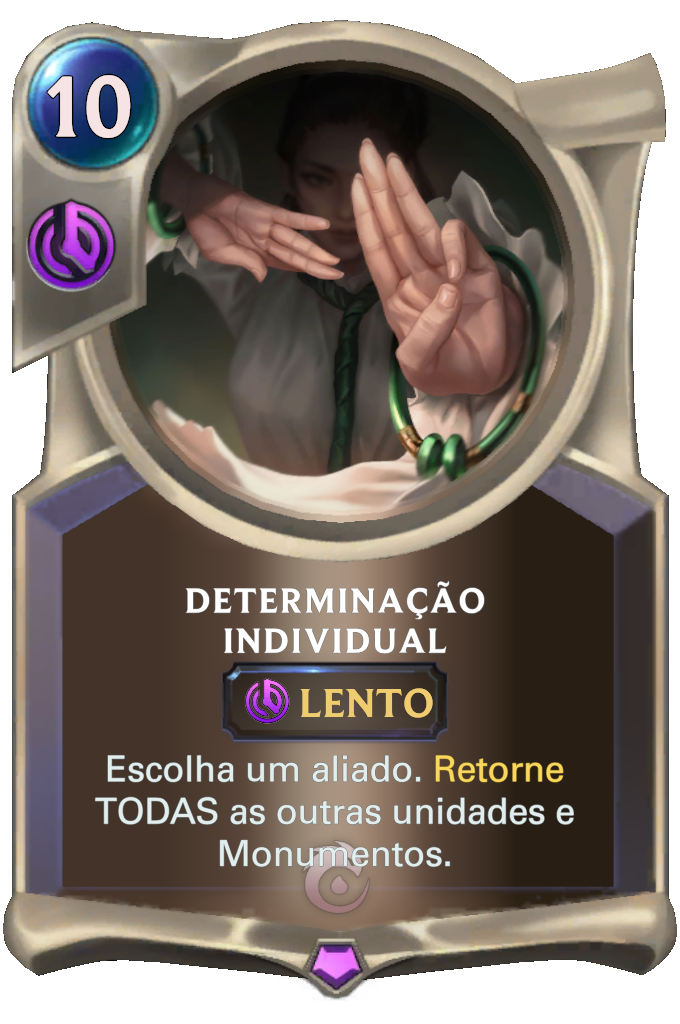 10
DETERMINAÇÃO
INDIVIDUAL
LENTO
Escolha um aliado. Retorne
TODAS as outras unidades e
Monumentos.